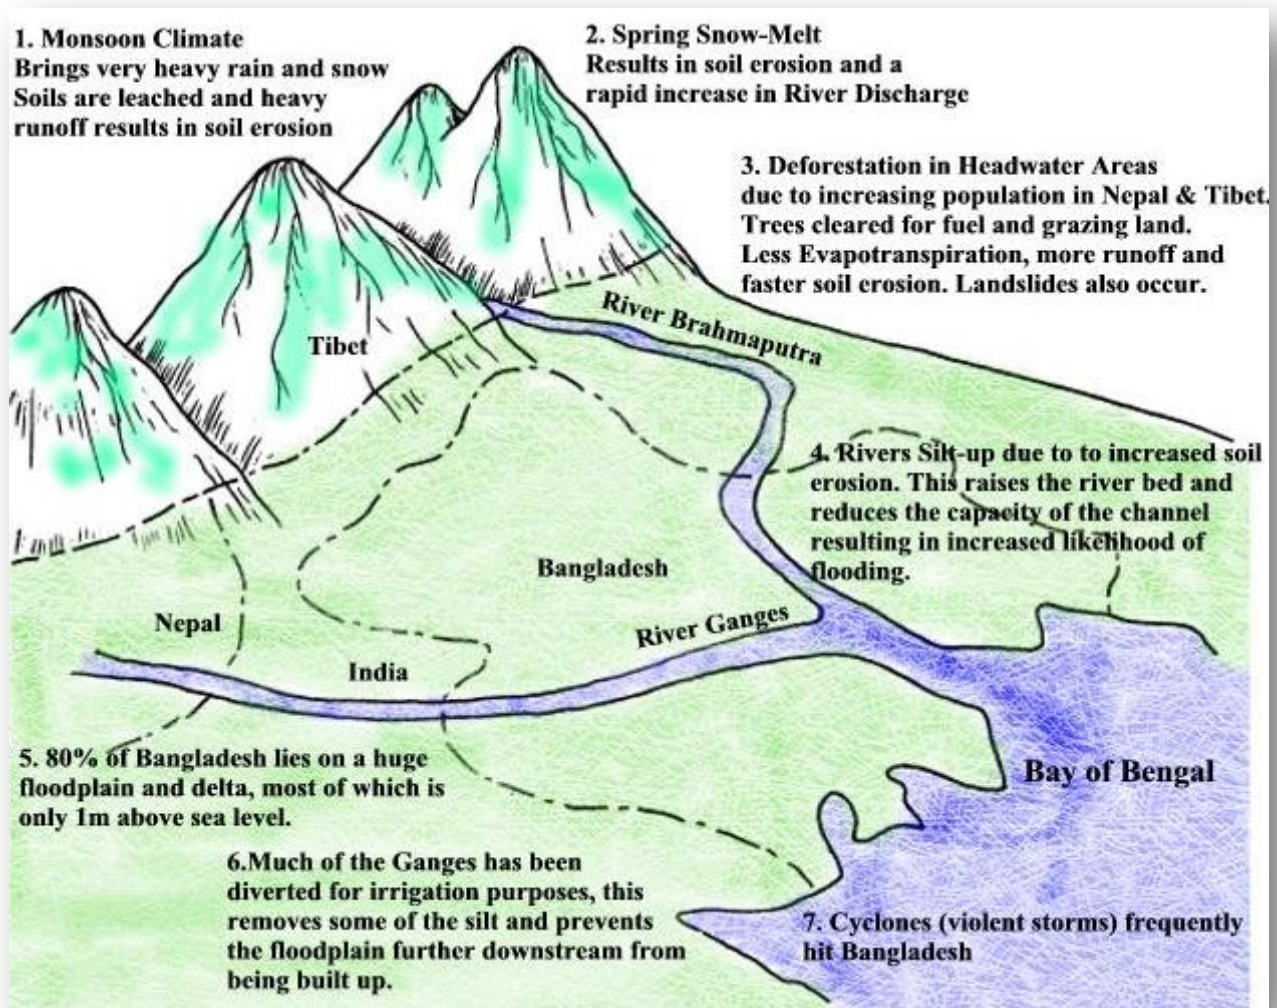 1. Monsoon Climate
Brings very heavy rain and snow
Soils are leached and heavy
runoff results in soil erosion
2. Spring Snow-Melt
Results in soil erosion and a
rapid increase in River Discharge
3. Deforestation in Headwater Areas
due to increasing population in Nepal & Tibet.
Trees cleared for fuel and grazing land.
Less Evapotranspiration, more runoff and
faster soil erosion. Landslides also occur.
River Brahmaputra
Tibet
4. Rivers Silt-up due to to increased soil
erosion. This raises the river bed and
reduces the capacity of the channel
resulting in increased likelihood of
flooding.
Bangladesh
Nepal
River Ganges
India
5. 80% of Bangladesh lies on a huge
floodplain and delta, most of which is
only 1m above sea level.
Bay of Bengal
6.Much of the Ganges has been
diverted for irrigation purposes, this
removes some of the silt and prevents
the floodplain further downstream from
being built up.
7. Cyclones (violent storms) frequently
hit Bangladesh